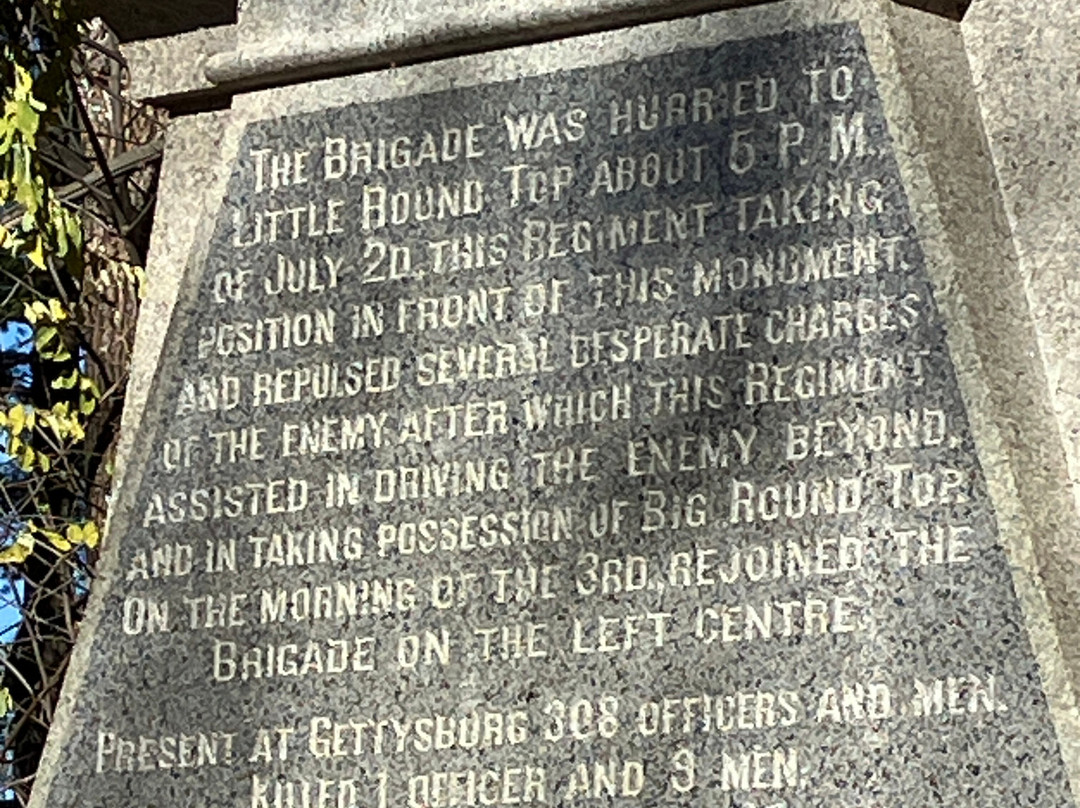 THE BRIGADE WAS HURRIED TO
LITTLE ROUND TOP ABOUT 5 P. M.,
OF JULY 2D, THIS REGIMENT TAKING
POSITION IN FRONT OF THIS MONUMENT.
AND REPULSED SEVERAL DESPERATE CHARGES
OF THE ENEMY, AFTER WHICH THIS REGIMENT
ASSISTED IN DRIVING THE ENEMY BEYOND,
AND IN TAKING POSSESSION OF BIG ROUND TOP.
ON THE MORNING OF THE 3RD, REJOINED THE
BRIGADE ON THE LEFT CENTRE.
PRESENT AT GETTYSBURG 308 OFFICERS AND MEN.
KILLED 1 OFFICER AND 9 MEN.